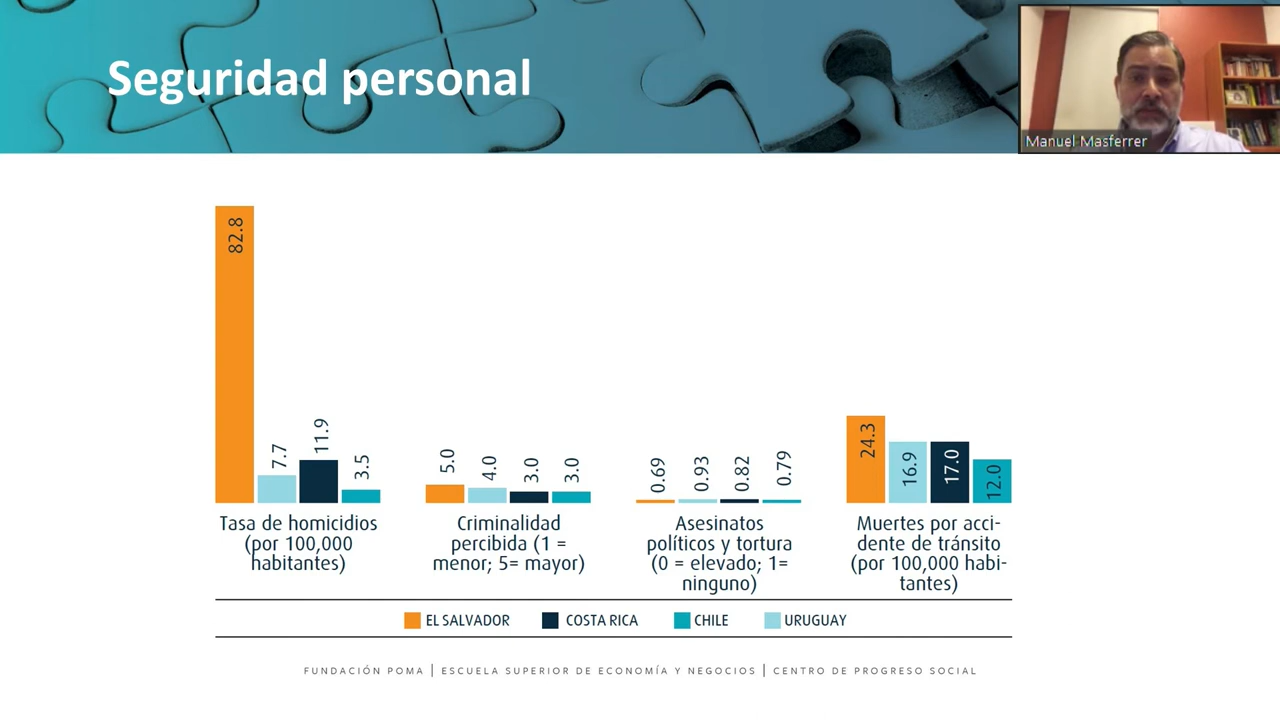 Seguridad personal
Manuel Masferrer
82.8
7.7
11.9
3.5
5.0
4.0
3.0
3.0
0.69
0.93
0.82
0.79
24.3
16.9
17.0
12.0
Tasa de homicidios
(por 100,000
habitantes)
Criminalidad
percibida (1 =
menor; 5= mayor)
Asesinatos
políticos y tortura
(0 = elevado; 1=
ninguno)
Muertes por acci-
dente de tránsito
(por 100,000 habi-
tantes)
EL SALVADOR COSTA RICA CHILE URUGUAY
FUNDACIÓN POMA | ESCUELA SUPERIOR DE ECONOMÍA Y NEGOCIOS | CENTRO DE PROGRESO SOCIAL